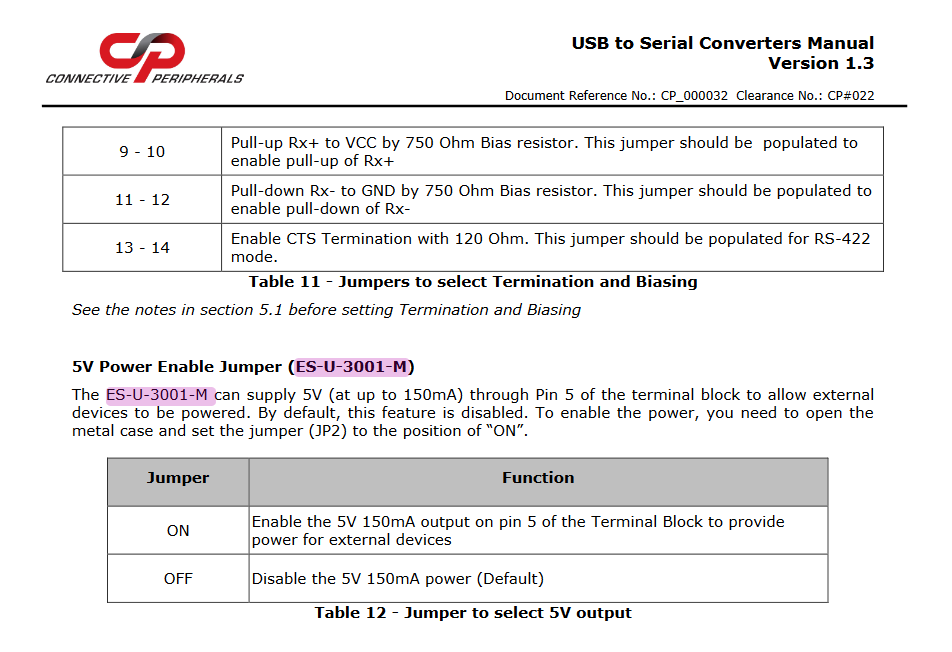 CONNECTIVE PERIPHERALS
USB to Serial Converters Manual
Version 1.3
Document Reference No.: CP_000032  Clearance No.: CP#022
9 - 10
Pull-up Rx+ to VCC by 750 Ohm Bias resistor. This jumper should be  populated to
enable pull-up of Rx+
11 - 12
Pull-down Rx- to GND by 750 Ohm Bias resistor. This jumper should be populated to
enable pull-down of Rx-
13 - 14
Enable CTS Termination with 120 Ohm. This jumper should be populated for RS-422
mode.
Table 11 - Jumpers to select Termination and Biasing
See the notes in section 5.1 before setting Termination and Biasing
5V Power Enable Jumper (ES-U-3001-M)
The ES-U-3001-M can supply 5V (at up to 150mA) through Pin 5 of the terminal block to allow external
devices to be powered. By default, this feature is disabled. To enable the power, you need to open the
metal case and set the jumper (JP2) to the position of “ON”.
Jumper
Function
ON
Enable the 5V 150mA output on pin 5 of the Terminal Block to provide
power for external devices
OFF
Disable the 5V 150mA power (Default)
Table 12 - Jumper to select 5V output